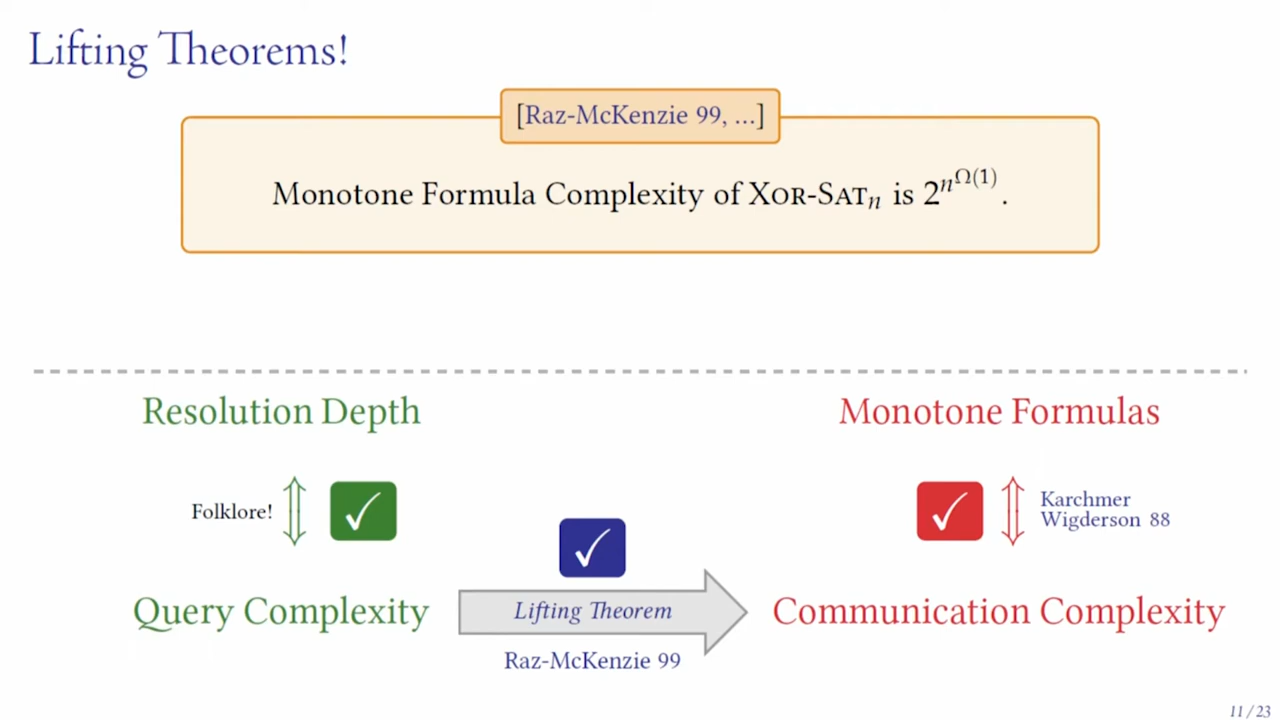 Lifting Theorems!
[Raz-McKenzie 99, ...]
Monotone Formula Complexity of XOR-SATₙ is 2^{n^{Ω(1)}}.
Resolution Depth
Monotone Formulas
Folklore!
Karchmer
Wigderson 88
Query Complexity
Lifting Theorem
Communication Complexity
Raz-McKenzie 99
11/23